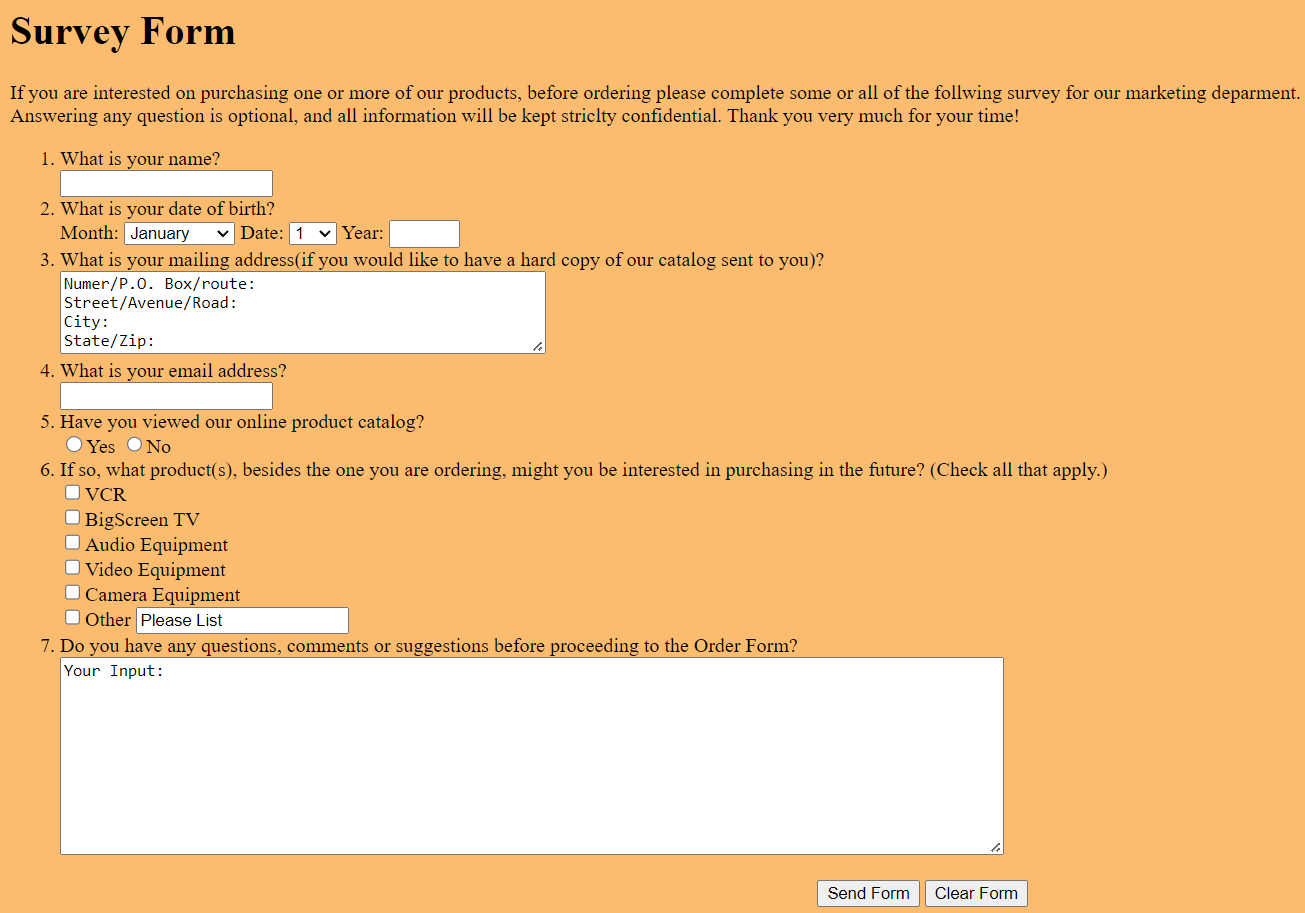 Survey Form
If you are interested on purchasing one or more of our products, before ordering please complete some or all of the follwing survey for our marketing deparment.
Answering any question is optional, and all information will be kept striclty confidential. Thank you very much for your time!
1. What is your name?
2. What is your date of birth?
Month: January Date: 1 Year:
3. What is your mailing address(if you would like to have a hard copy of our catalog sent to you)?
Numer/P.O. Box/route:
Street/Avenue/Road:
City:
State/Zip:
4. What is your email address?
5. Have you viewed our online product catalog?
Yes No
6. If so, what product(s), besides the one you are ordering, might you be interested in purchasing in the future? (Check all that apply.)
VCR
BigScreen TV
Audio Equipment
Video Equipment
Camera Equipment
Other Please List
7. Do you have any questions, comments or suggestions before proceeding to the Order Form?
Your Input:
Send Form Clear Form